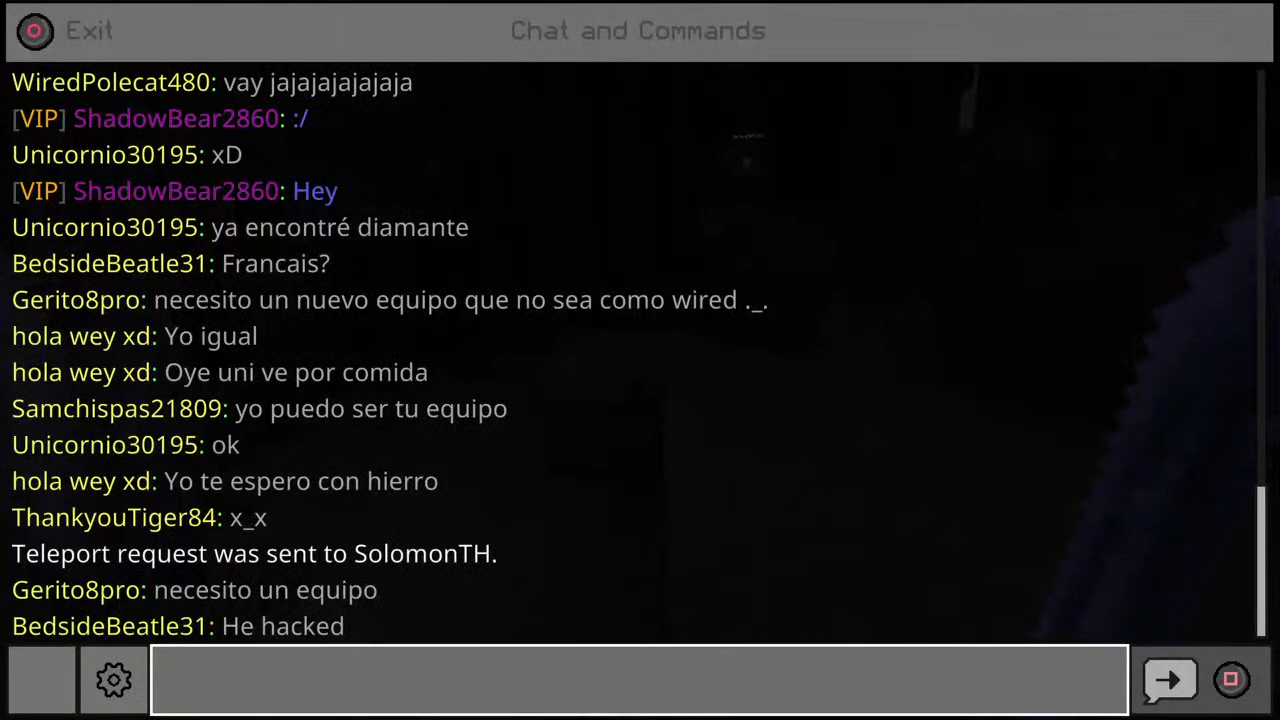 Exit
Chat and Commands
WiredPolecat480: vay jajajajajajaja
[VIP] ShadowBear2860: :/
Unicornio30195: xD
[VIP] ShadowBear2860: Hey
Unicornio30195: ya encontré diamante
BedsideBeatle31: Francais?
Gerito8pro: necesito un nuevo equipo que no sea como wired ._.
hola wey xd: Yo igual
hola wey xd: Oye uni ve por comida
Samchispas21809: yo puedo ser tu equipo
Unicornio30195: ok
hola wey xd: Yo te espero con hierro
ThankyouTiger84: x_x
Teleport request was sent to SolomonTH.
Gerito8pro: necesito un equipo
BedsideBeatle31: He hacked